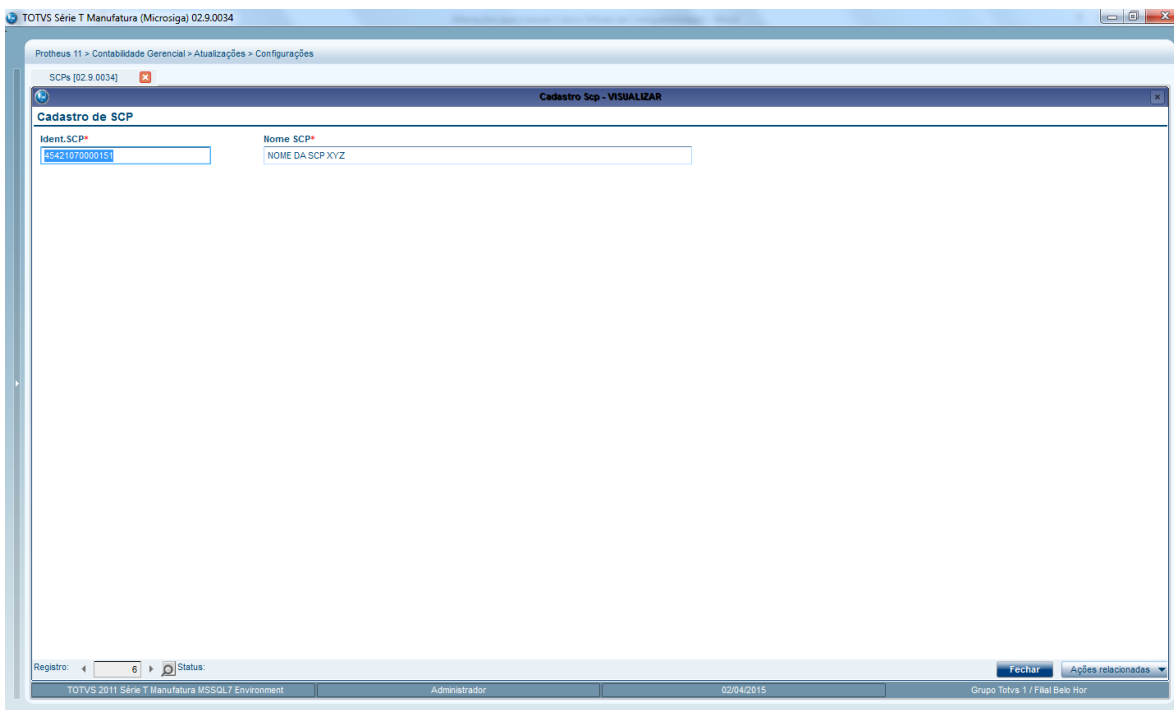 TOTVS Série T Manufatura (Microsiga) 02.9.0034
Protheus 11 > Contabilidade Gerencial > Atualizações > Configurações
SCPs [02.9.0034]
Cadastro Scp - VISUALIZAR
Cadastro de SCP
Ident.SCP* Nome SCP*
45421070000151 NOME DA SCP XYZ
Registro: 6 Status: Fechar Ações relacionadas
TOTVS 2011 Série T Manufatura MSSQL7 Environment Administrador 02/04/2015 Grupo Totvs 1 / Filial Belo Hor